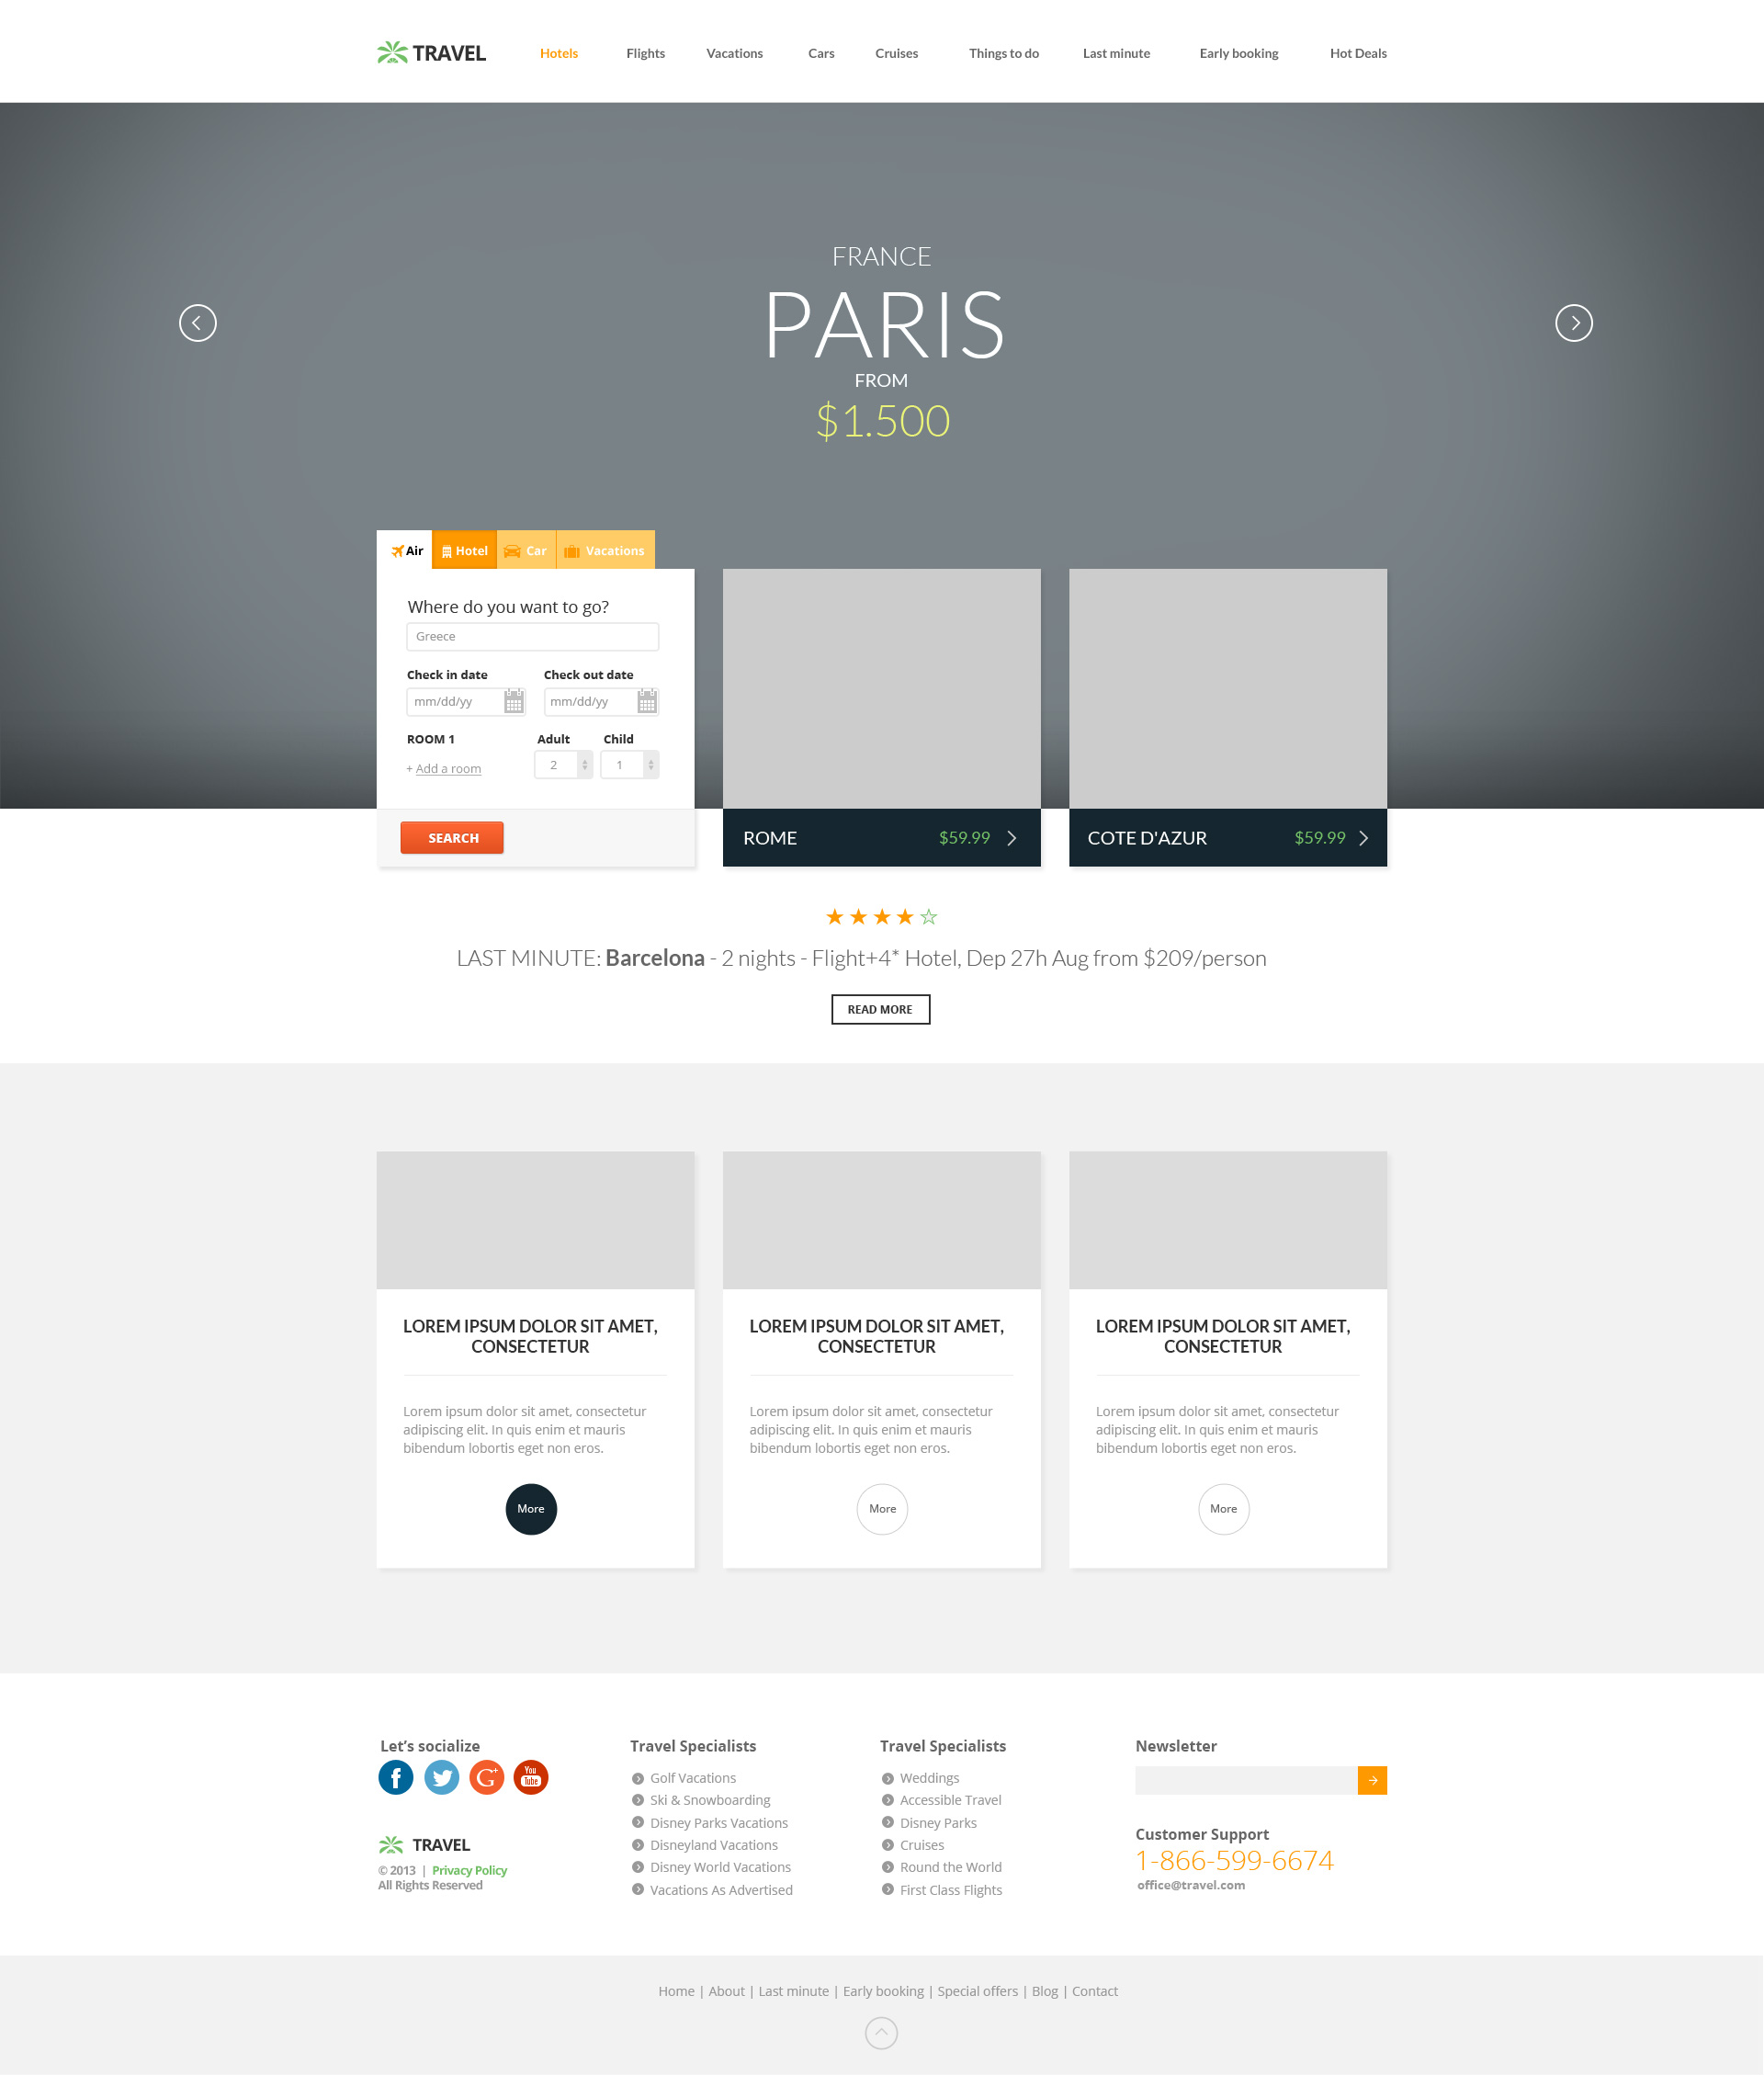 TRAVEL
Hotels Flights Vacations Cars Cruises Things to do Last minute Early booking Hot Deals
FRANCE
PARIS
FROM
$1.500
Air Hotel Car Vacations
Where do you want to go?
Greece
Check in date Check out date
mm/dd/yy mm/dd/yy
ROOM 1 Adult Child
+ Add a room 2 1
SEARCH
ROME $59.99
COTE D'AZUR $59.99
LAST MINUTE: Barcelona - 2 nights - Flight+4* Hotel, Dep 27h Aug from $209/person
READ MORE
LOREM IPSUM DOLOR SIT AMET,
CONSECTETUR
Lorem ipsum dolor sit amet, consectetur
adipiscing elit. In quis enim et mauris
bibendum lobortis eget non eros.
More
LOREM IPSUM DOLOR SIT AMET,
CONSECTETUR
Lorem ipsum dolor sit amet, consectetur
adipiscing elit. In quis enim et mauris
bibendum lobortis eget non eros.
More
LOREM IPSUM DOLOR SIT AMET,
CONSECTETUR
Lorem ipsum dolor sit amet, consectetur
adipiscing elit. In quis enim et mauris
bibendum lobortis eget non eros.
More
Let's socialize
f G+ You Tube
TRAVEL
© 2013 | Privacy Policy
All Rights Reserved
Travel Specialists
Golf Vacations
Ski & Snowboarding
Disney Parks Vacations
Disneyland Vacations
Disney World Vacations
Vacations As Advertised
Travel Specialists
Weddings
Accessible Travel
Disney Parks
Cruises
Round the World
First Class Flights
Newsletter
Customer Support
1-866-599-6674
office@travel.com
Home | About | Last minute | Early booking | Special offers | Blog | Contact